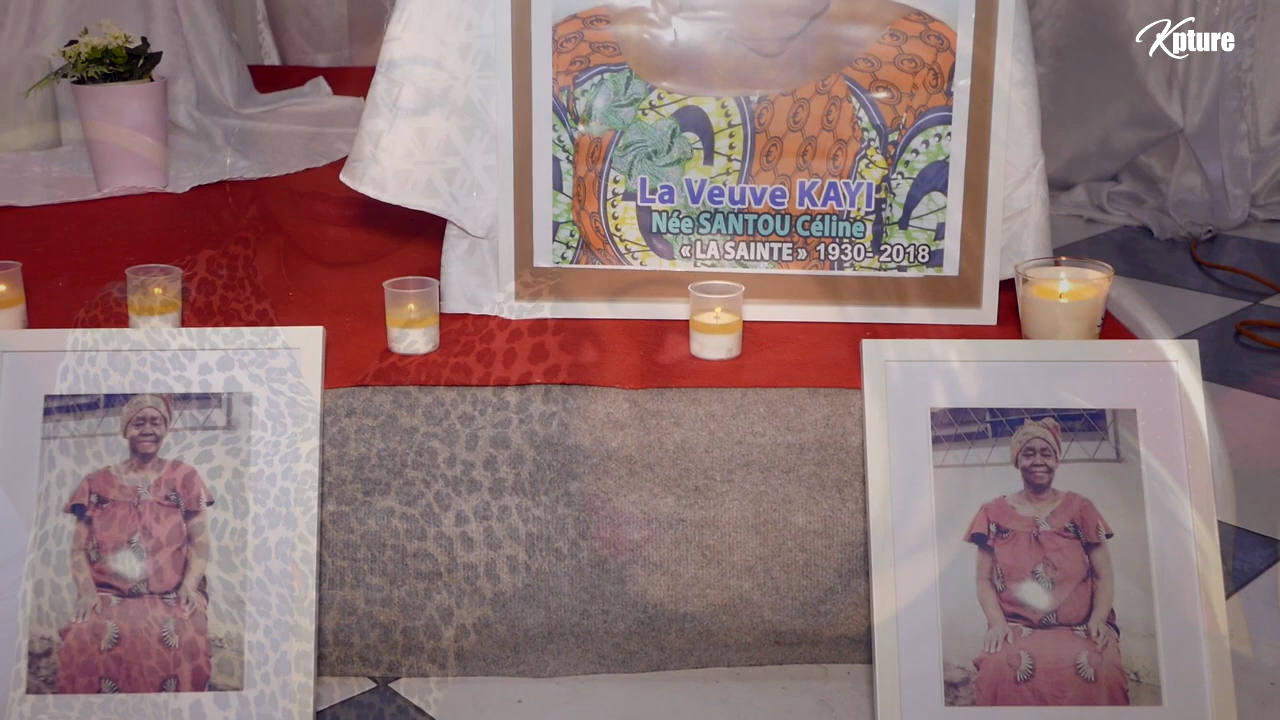 Kpture
La Veuve KAYI
Née SANTOU Céline
« LA SAINTE » 1930- 2018